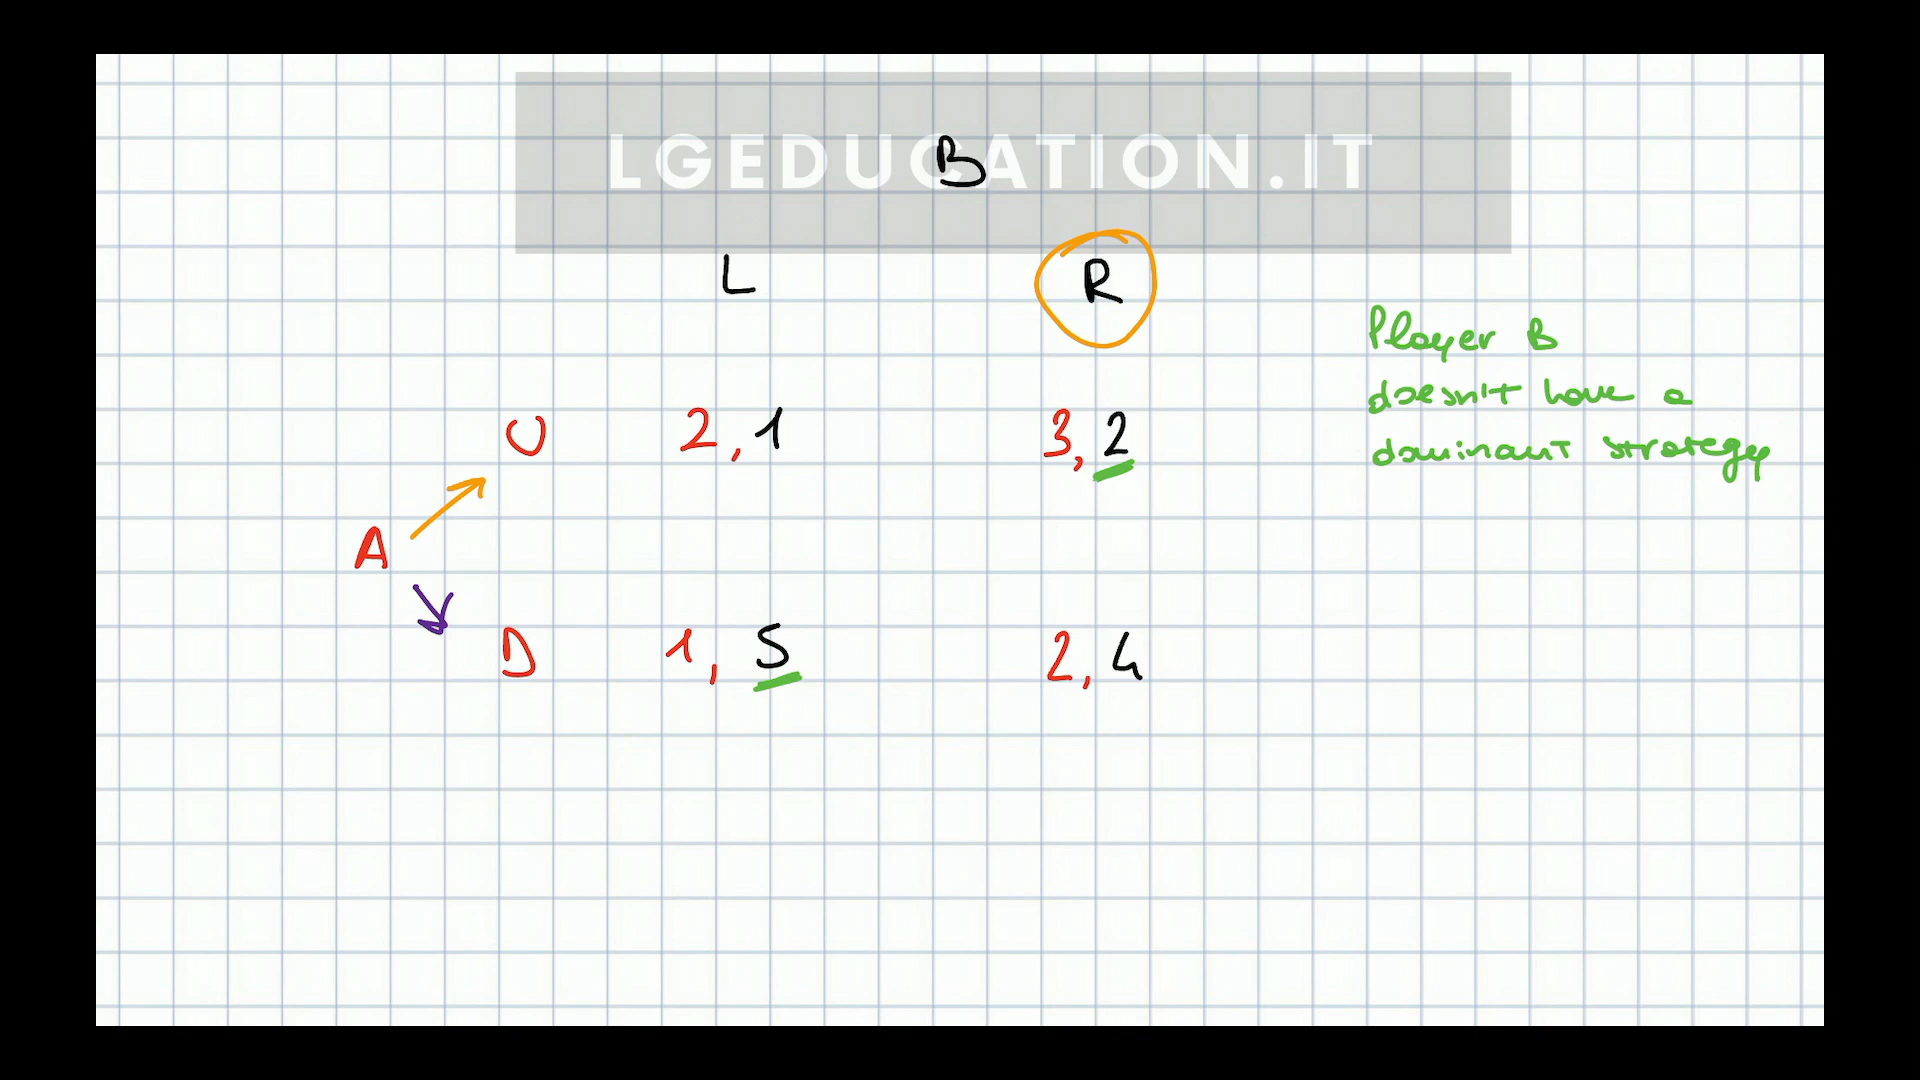 LGEDUCATION.IT
B
L R
U 2,1 3,2
A
D 1,5 2,4
Player B
doesn't have a
dominant strategy